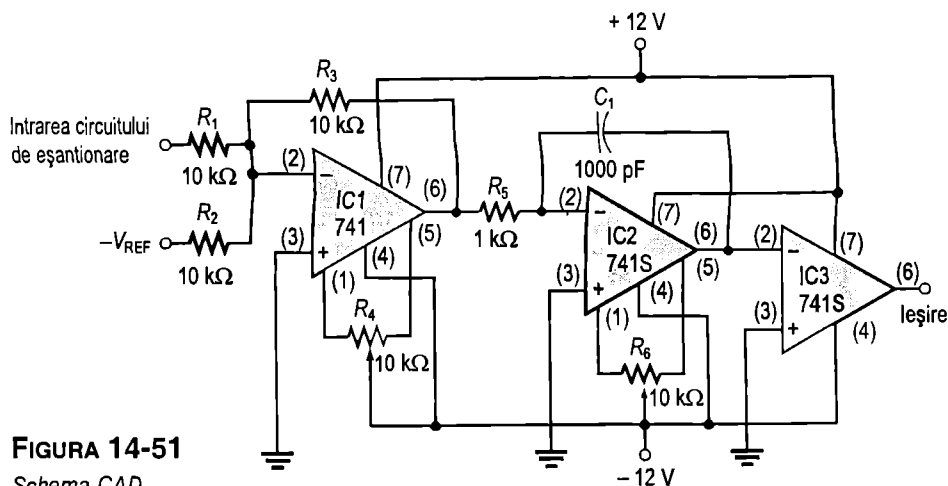 + 12 V
R3
10 kΩ
Intrarea circuitului
de eșantionare
R1
10 kΩ
R2
10 kΩ
–VREF
(2)
(3)
–
+
IC1
741
(7)
(6)
(5)
(4)
(1)
R4
10 kΩ
R5
1 kΩ
C1
1000 pF
(2)
(3)
–
+
IC2
741S
(7)
(6)
(5)
(4)
(1)
R6
10 kΩ
(2)
(3)
–
+
IC3
741S
(7)
(6)
(4)
Ieșire
– 12 V
FIGURA 14-51
Schema CAD